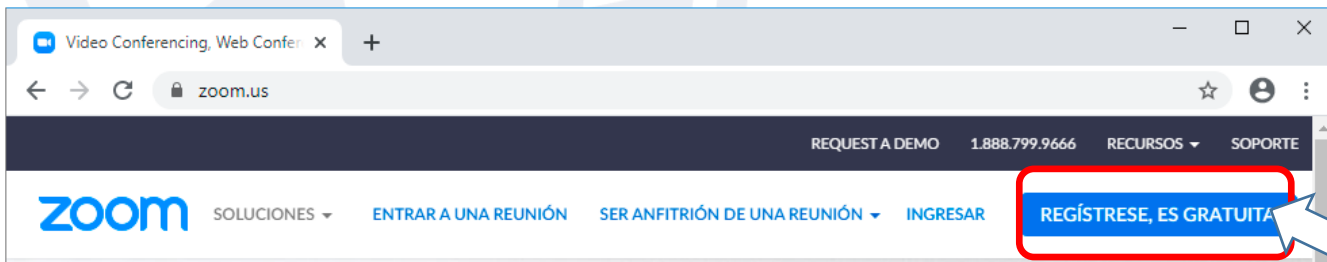 Video Conferencing, Web Confer
zoom.us
REQUEST A DEMO 1.888.799.9666 RECURSOS SOPORTE
zoom SOLUCIONES ENTRAR A UNA REUNIÓN SER ANFITRIÓN DE UNA REUNIÓN INGRESAR REGÍSTRESE, ES GRATUITA